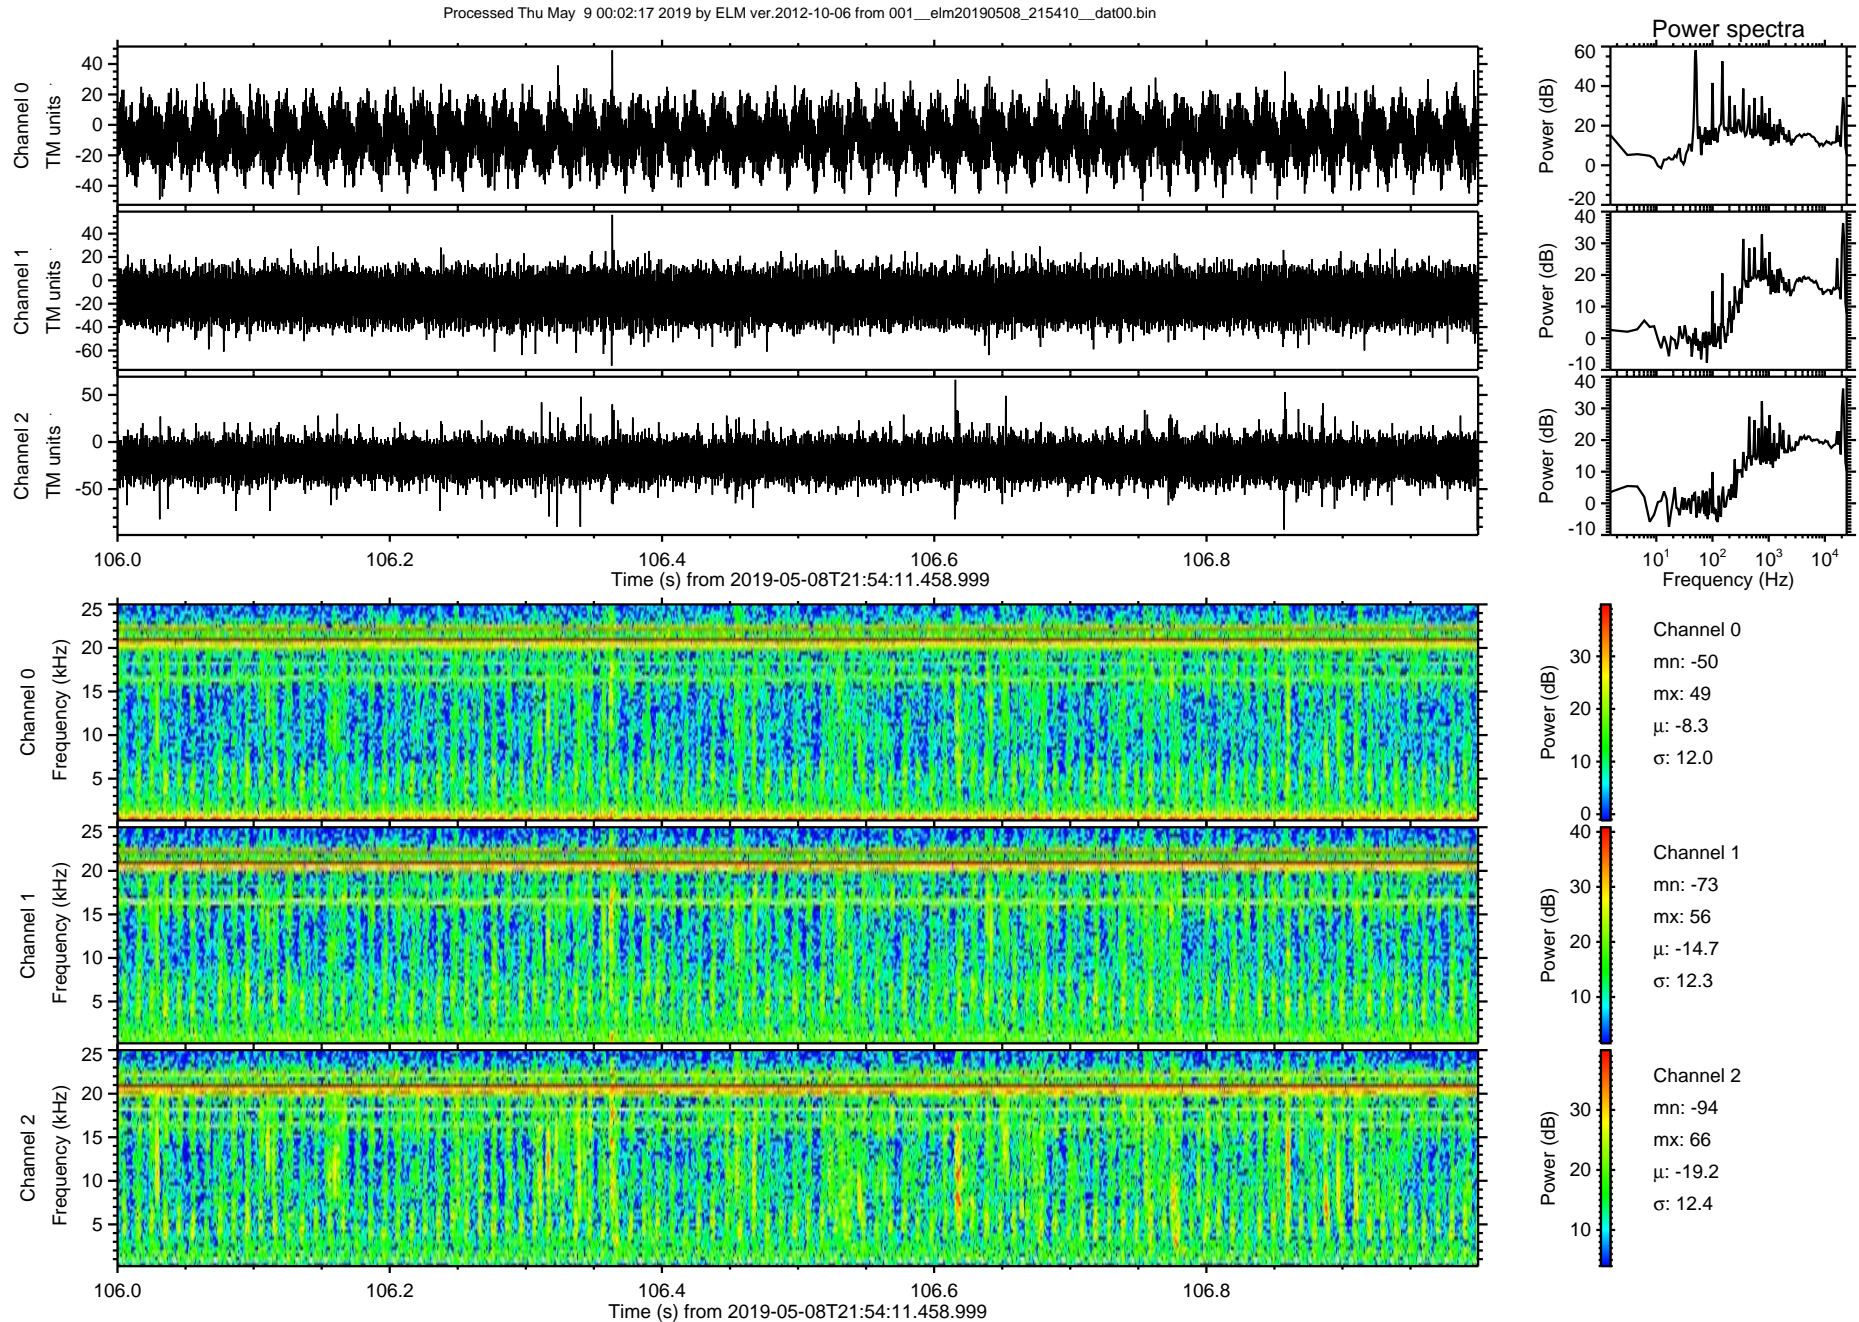 Processed Thu May  9 00:02:17 2019 by ELM ver.2012-10-06 from 001__elm20190508_215410__dat00.bin
Power spectra
Channel 0
TM units
40
20
0
-20
-40
Power (dB)
60
40
20
0
-20
Channel 1
TM units
40
20
0
-20
-40
-60
Power (dB)
40
30
20
10
0
-10
Channel 2
TM units
50
0
-50
Power (dB)
40
30
20
10
0
-10
106.0
106.2
106.4
106.6
106.8
Time (s) from 2019-05-08T21:54:11.458.999
10^1
10^2
10^3
10^4
Frequency (Hz)
Channel 0
Frequency (kHz)
25
20
15
10
5
Power (dB)
30
20
10
0
Channel 0
mn: -50
mx: 49
μ: -8.3
σ: 12.0
Channel 1
Frequency (kHz)
25
20
15
10
5
Power (dB)
40
30
20
10
Channel 1
mn: -73
mx: 56
μ: -14.7
σ: 12.3
Channel 2
Frequency (kHz)
25
20
15
10
5
Power (dB)
30
20
10
Channel 2
mn: -94
mx: 66
μ: -19.2
σ: 12.4
106.0
106.2
106.4
106.6
106.8
Time (s) from 2019-05-08T21:54:11.458.999